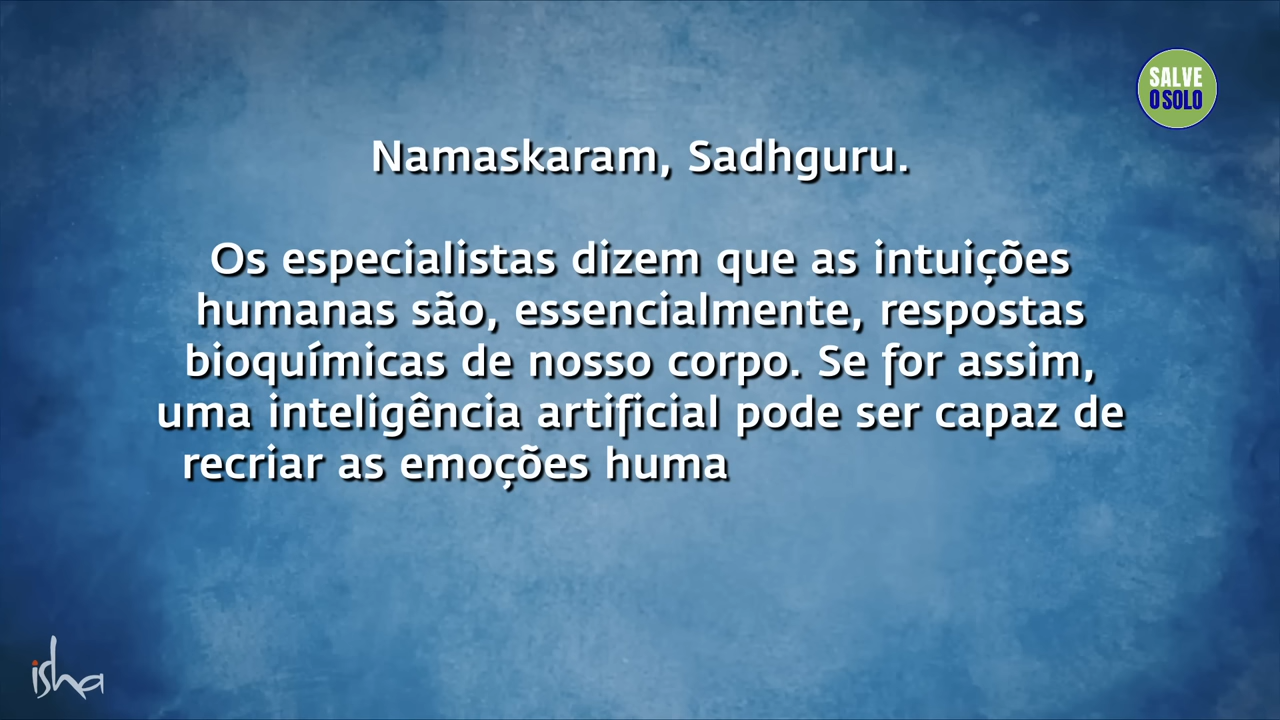 SALVE
O SOLO
Namaskaram, Sadhguru.
Os especialistas dizem que as intuições
humanas são, essencialmente, respostas
bioquímicas de nosso corpo. Se for assim,
uma inteligência artificial pode ser capaz de
recriar as emoções huma
isha